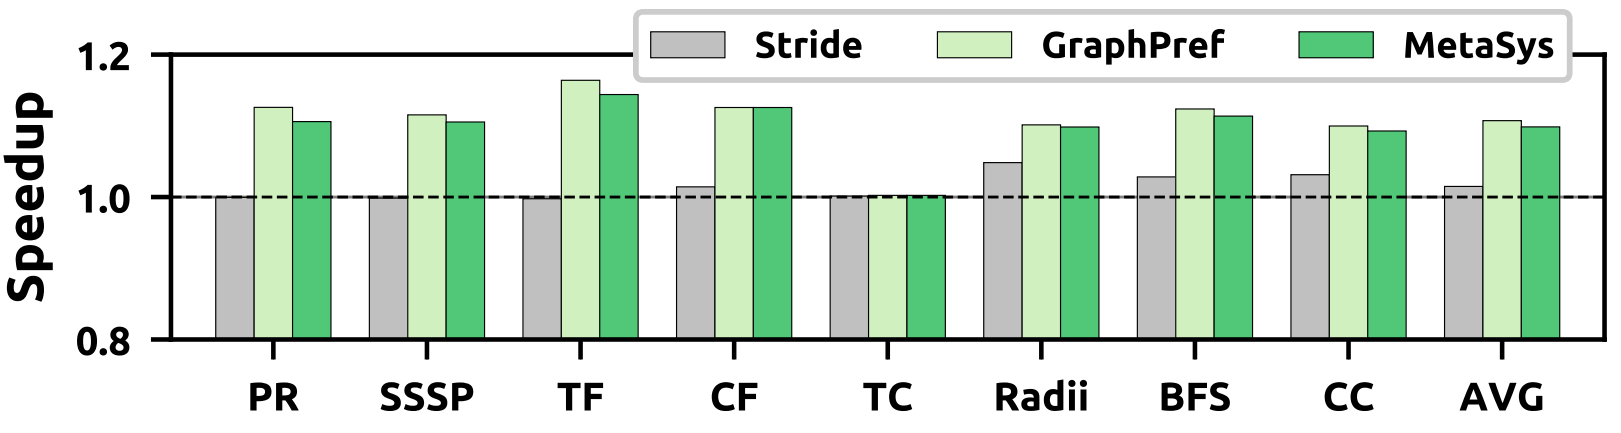 Stride GraphPref MetaSys
Speedup
1.2
1.0
0.8
PR SSSP TF CF TC Radii BFS CC AVG